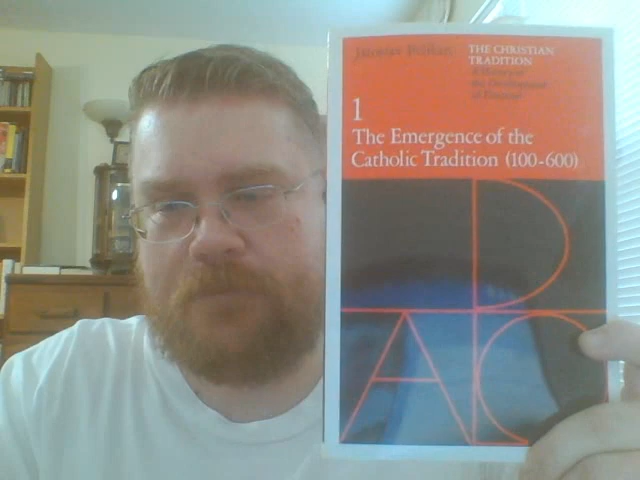 Jaroslav Pelikan
THE CHRISTIAN
TRADITION
A History of
the Development
of Doctrine
1
The Emergence of the
Catholic Tradition (100-600)